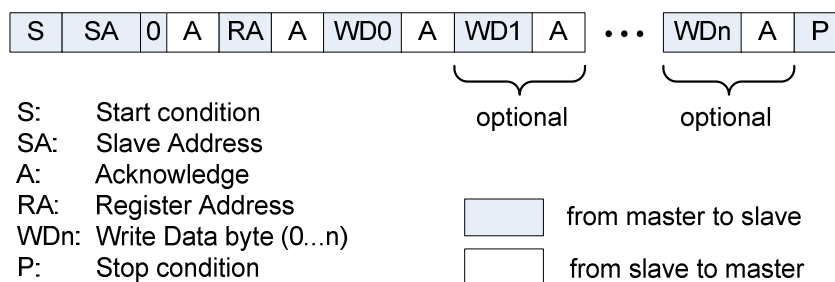 S SA 0 A RA A WD0 A WD1 A ••• WDn A P
optional optional
S: Start condition
SA: Slave Address
A: Acknowledge
RA: Register Address
WDn: Write Data byte (0...n)
P: Stop condition
from master to slave
from slave to master